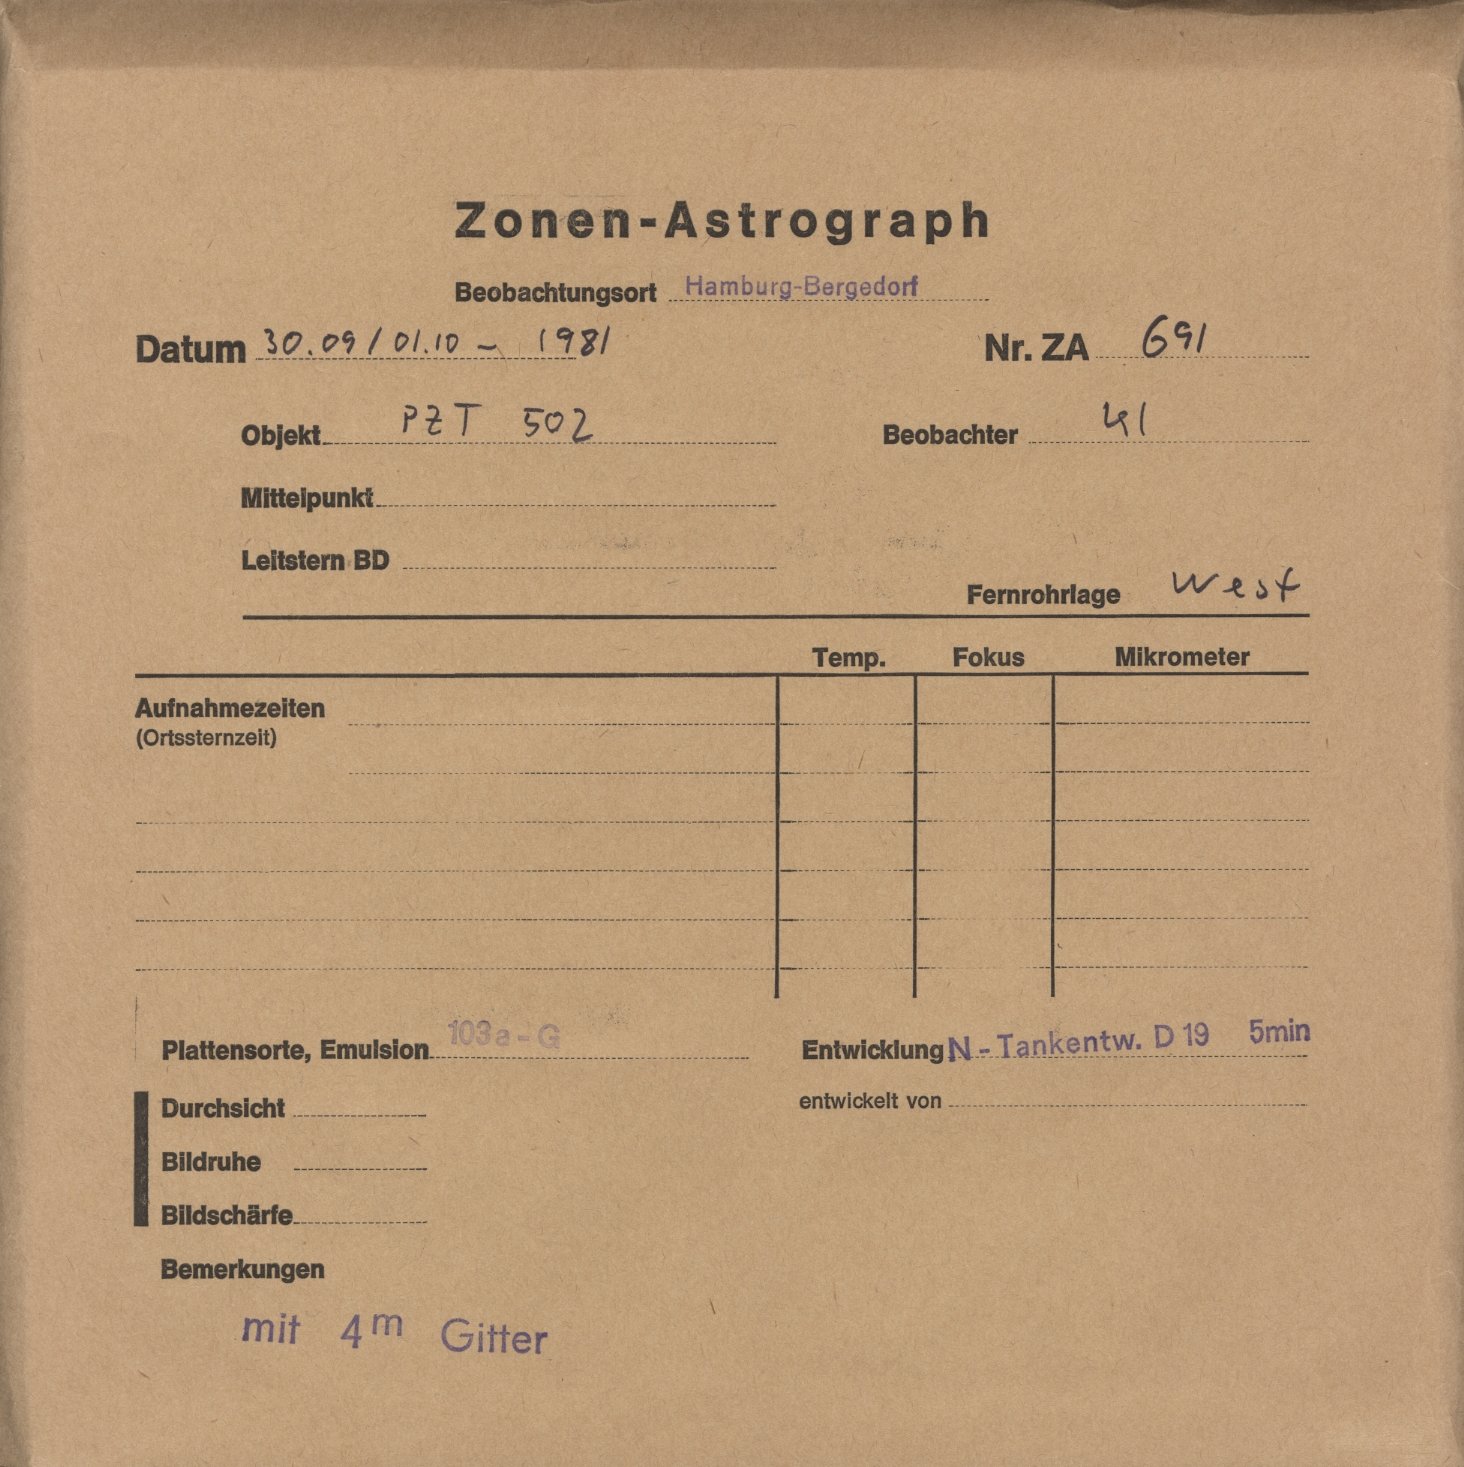 Zonen-Astrograph
Beobachtungsort Hamburg-Bergedorf
Datum 30.09/01.10 - 1981 Nr. ZA 691
Objekt PZT 502 Beobachter 41
Mittelpunkt
Leitstern BD
Fernrohrlage West
Temp. Fokus Mikrometer
Aufnahmezeiten
(Ortssternzeit)
Plattensorte, Emulsion 103a-G Entwicklung N-Tankentw. D 19 5min
Durchsicht entwickelt von
Bildruhe
Bildschärfe
Bemerkungen
mit 4m Gitter